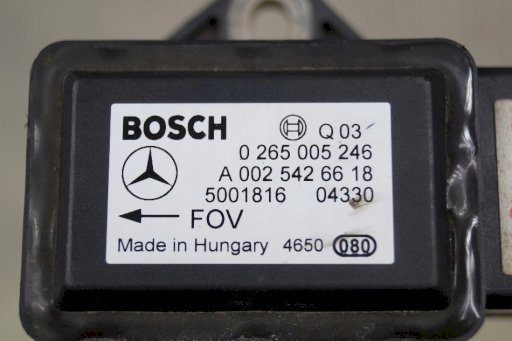 BOSCH Q 03
0 265 005 246
A 002 542 66 18
5001816 04330
FOV
Made in Hungary 4650 080